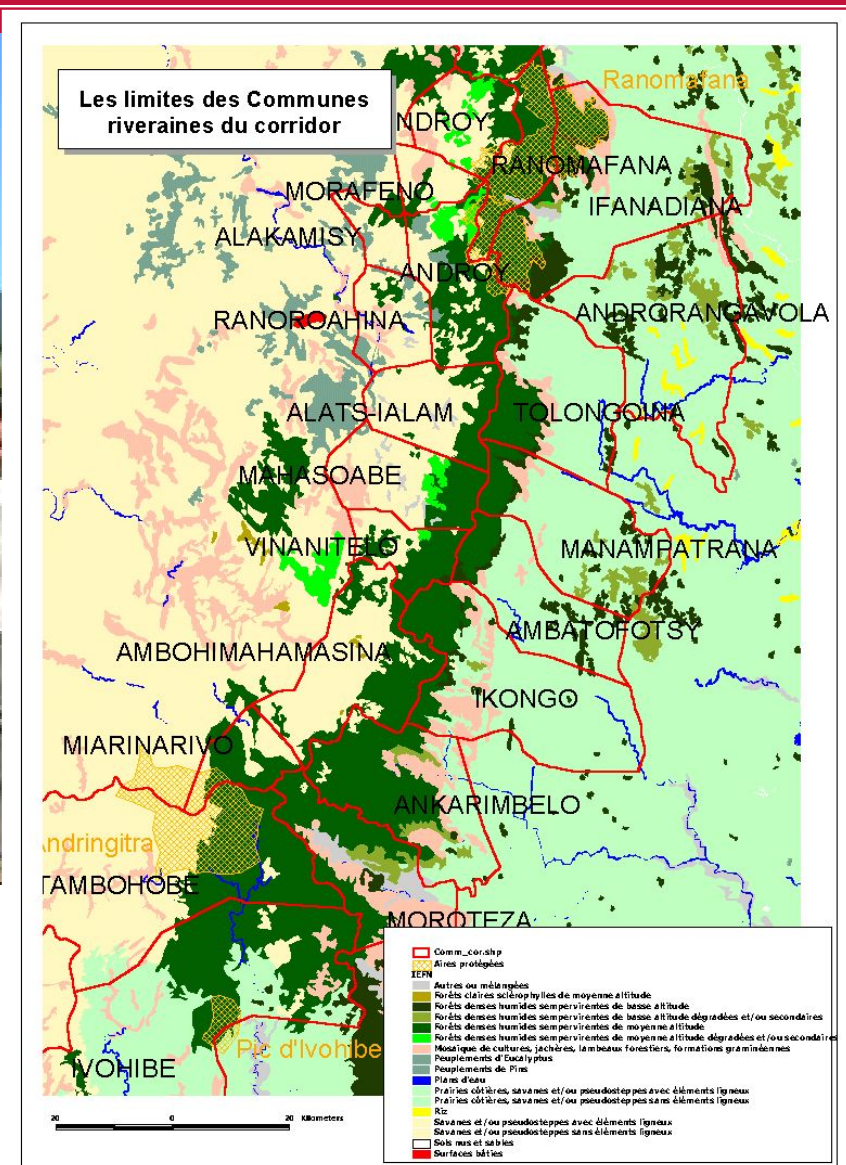 Les limites des Communes
riveraines du corridor
Ranomafana
NDROY
RANOMAFANA
MORAFENO
IFANADIANA
ALAKAMISY
ANDROY
RANOROAHINA
ANDRORANGAVOLA
ALATS-IALAM
TOLONGOINA
MAHASOABE
VINANITELO
MANAMPATRANA
AMBATOFOTSY
AMBOHIMAHAMASINA
IKONGO
MIARINARIVO
ANKARIMBELO
Andringitra
TAMBOHOBE
MOROTEZA
Pic d'Ivohibe
IVOHIBE
20 0 20 Kilometers
Comm_cor.shp
Aires protégées
IEFN
Autres ou mélangées
Forêts claires sclérophylles de moyenne altitude
Forêts denses humides sempervirentes de basse altitude
Forêts denses humides sempervirentes de basse altitude dégradées et/ou secondaires
Forêts denses humides sempervirentes de moyenne altitude
Forêts denses humides sempervirentes de moyenne altitude dégradées et/ou secondaires
Mosaïque de cultures, jachères, lambeaux forestiers, formations graminéennes
Peuplements d'Eucalyptus
Peuplements de Pins
Plans d'eau
Prairies côtières, savanes et/ou pseudosteppes avec éléments ligneux
Prairies côtières, savanes et/ou pseudosteppes sans éléments ligneux
Riz
Savanes et/ou pseudosteppes avec éléments ligneux
Savanes et/ou pseudosteppes sans éléments ligneux
Sols nus et sables
Surfaces bâties